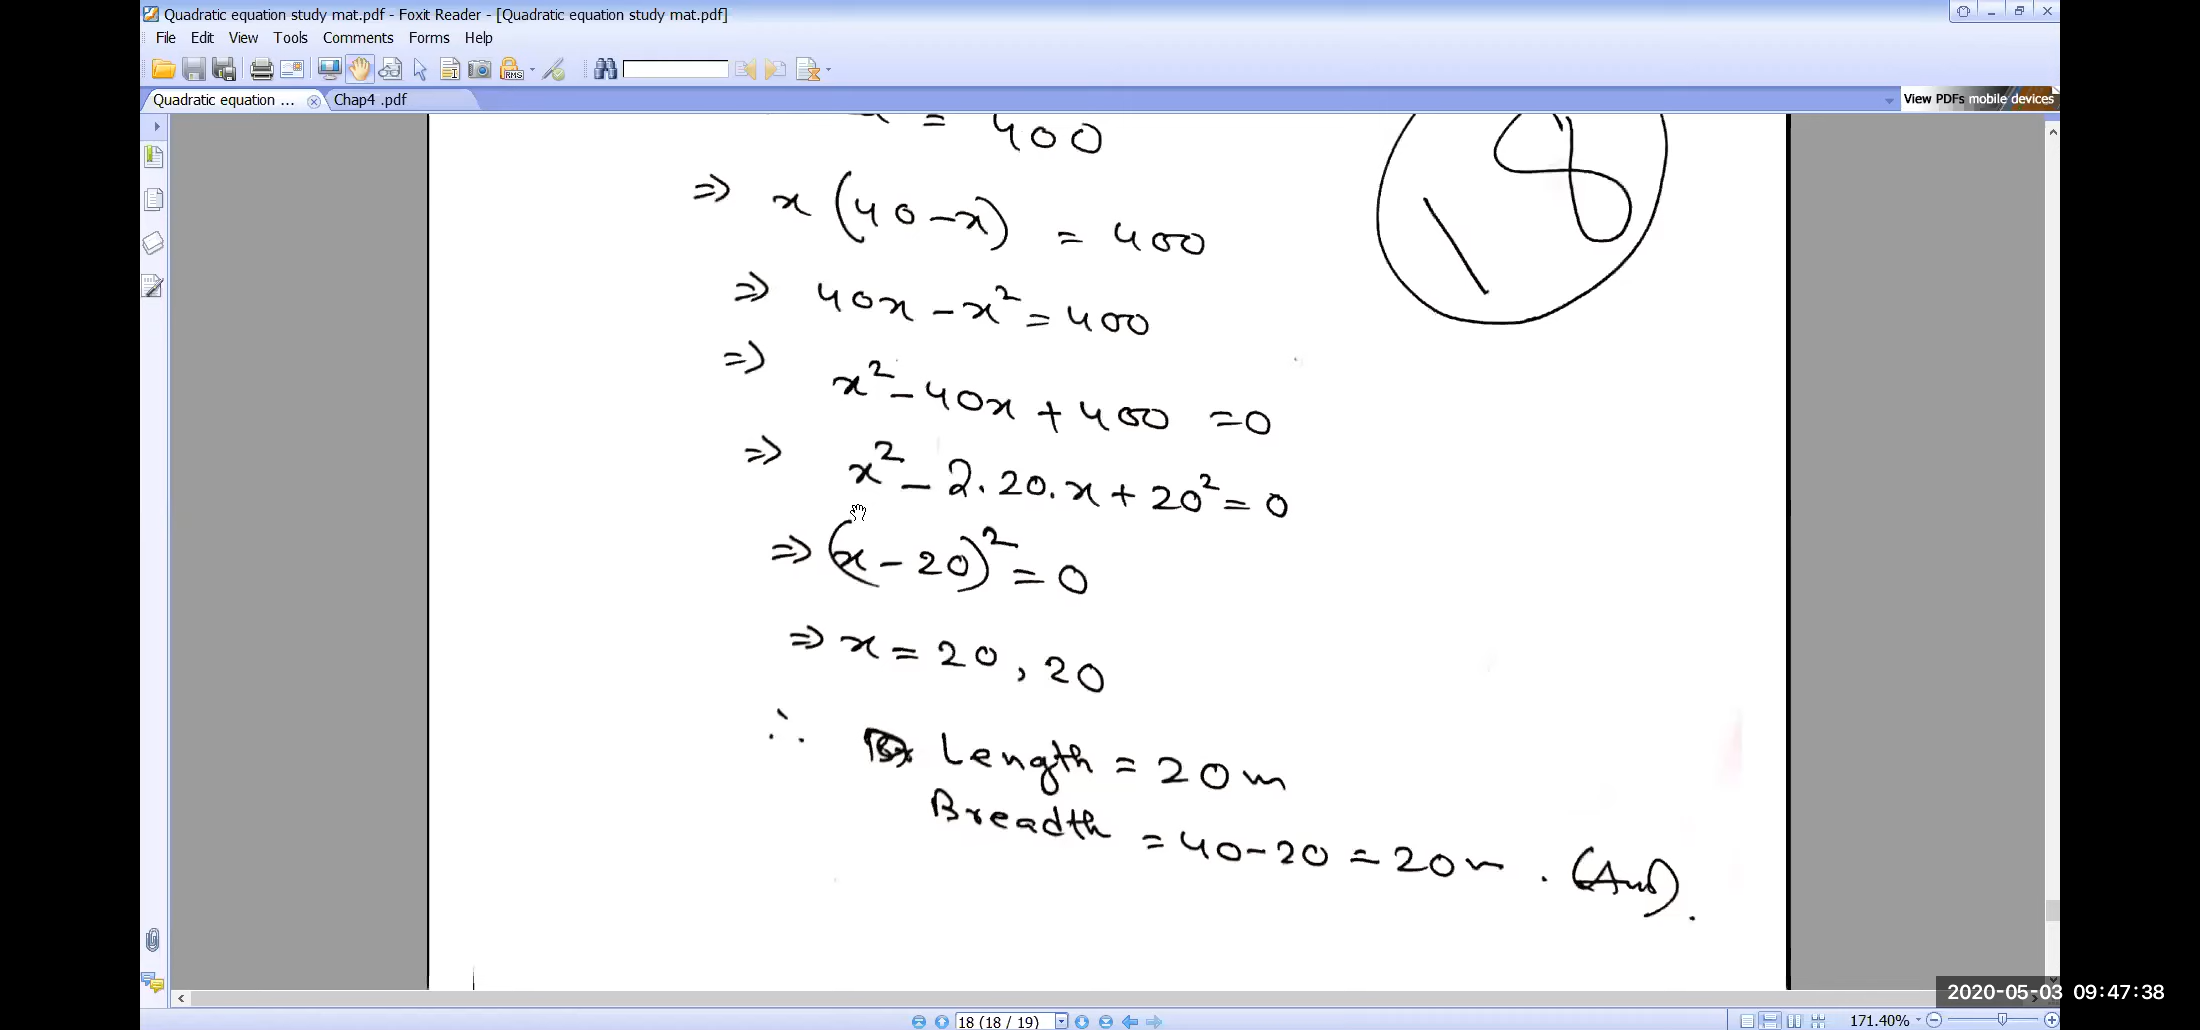 Quadratic equation study mat.pdf - Foxit Reader - [Quadratic equation study mat.pdf]
File Edit View Tools Comments Forms Help
RMS
Quadratic equation ... Chap4 .pdf View PDFs mobile devices
= 400
18
⇒ x (40-x) = 400
⇒ 40x - x² = 400
⇒ x² - 40x + 400 = 0
⇒ x² - 2.20.x + 20² = 0
⇒ (x - 20)² = 0
⇒ x = 20, 20
∴ Length = 20 m
Breadth = 40 - 20 = 20 m. (Ans).
2020-05-03 09:47:38
18 (18 / 19) 171.40%